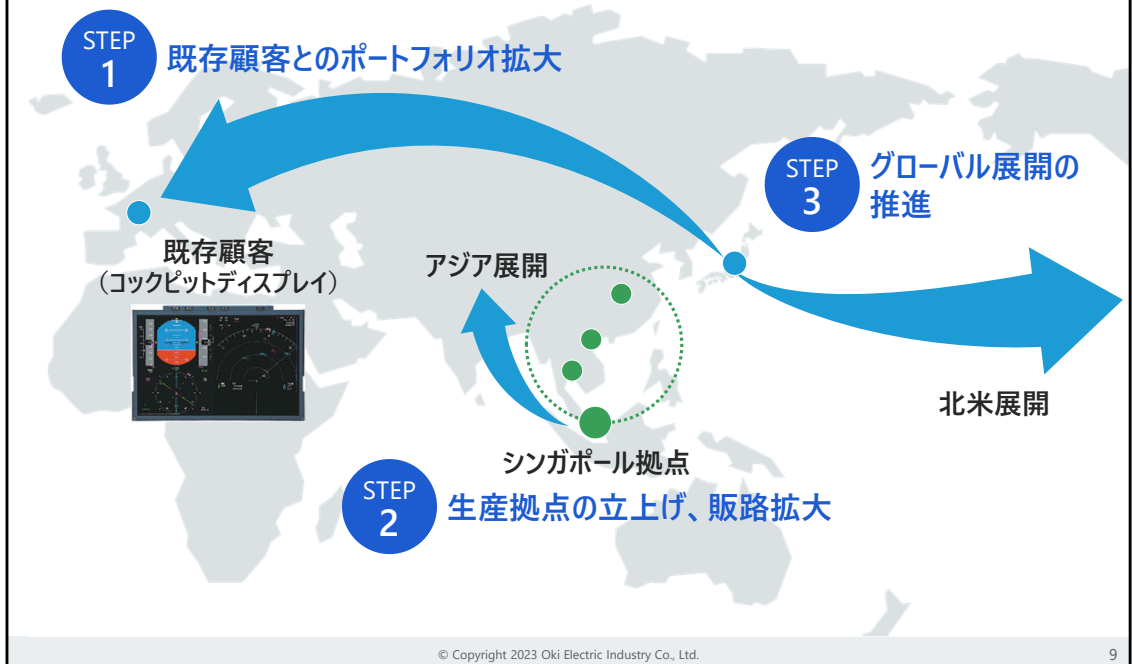 STEP
1
既存顧客とのポートフォリオ拡大
STEP
3
グローバル展開の
推進
既存顧客
（コックピットディスプレイ）
アジア展開
北米展開
シンガポール拠点
STEP
2
生産拠点の立上げ、販路拡大
© Copyright 2023 Oki Electric Industry Co., Ltd.
9